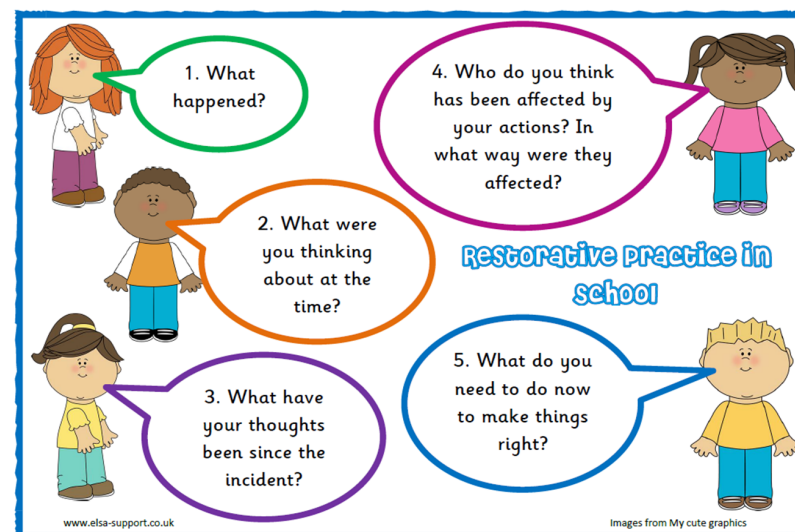 1. What
happened?
2. What were
you thinking
about at the
time?
3. What have
your thoughts
been since the
incident?
4. Who do you think
has been affected by
your actions? In
what way were they
affected?
Restorative Practice in
School
5. What do you
need to do now
to make things
right?
www.elsa-support.co.uk
Images from My cute graphics